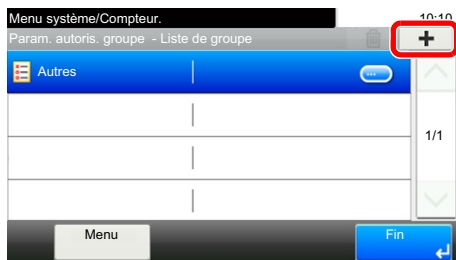 Menu système/Compteur.
10:10
Param. autoris. groupe - Liste de groupe
Autres
1/1
Menu
Fin